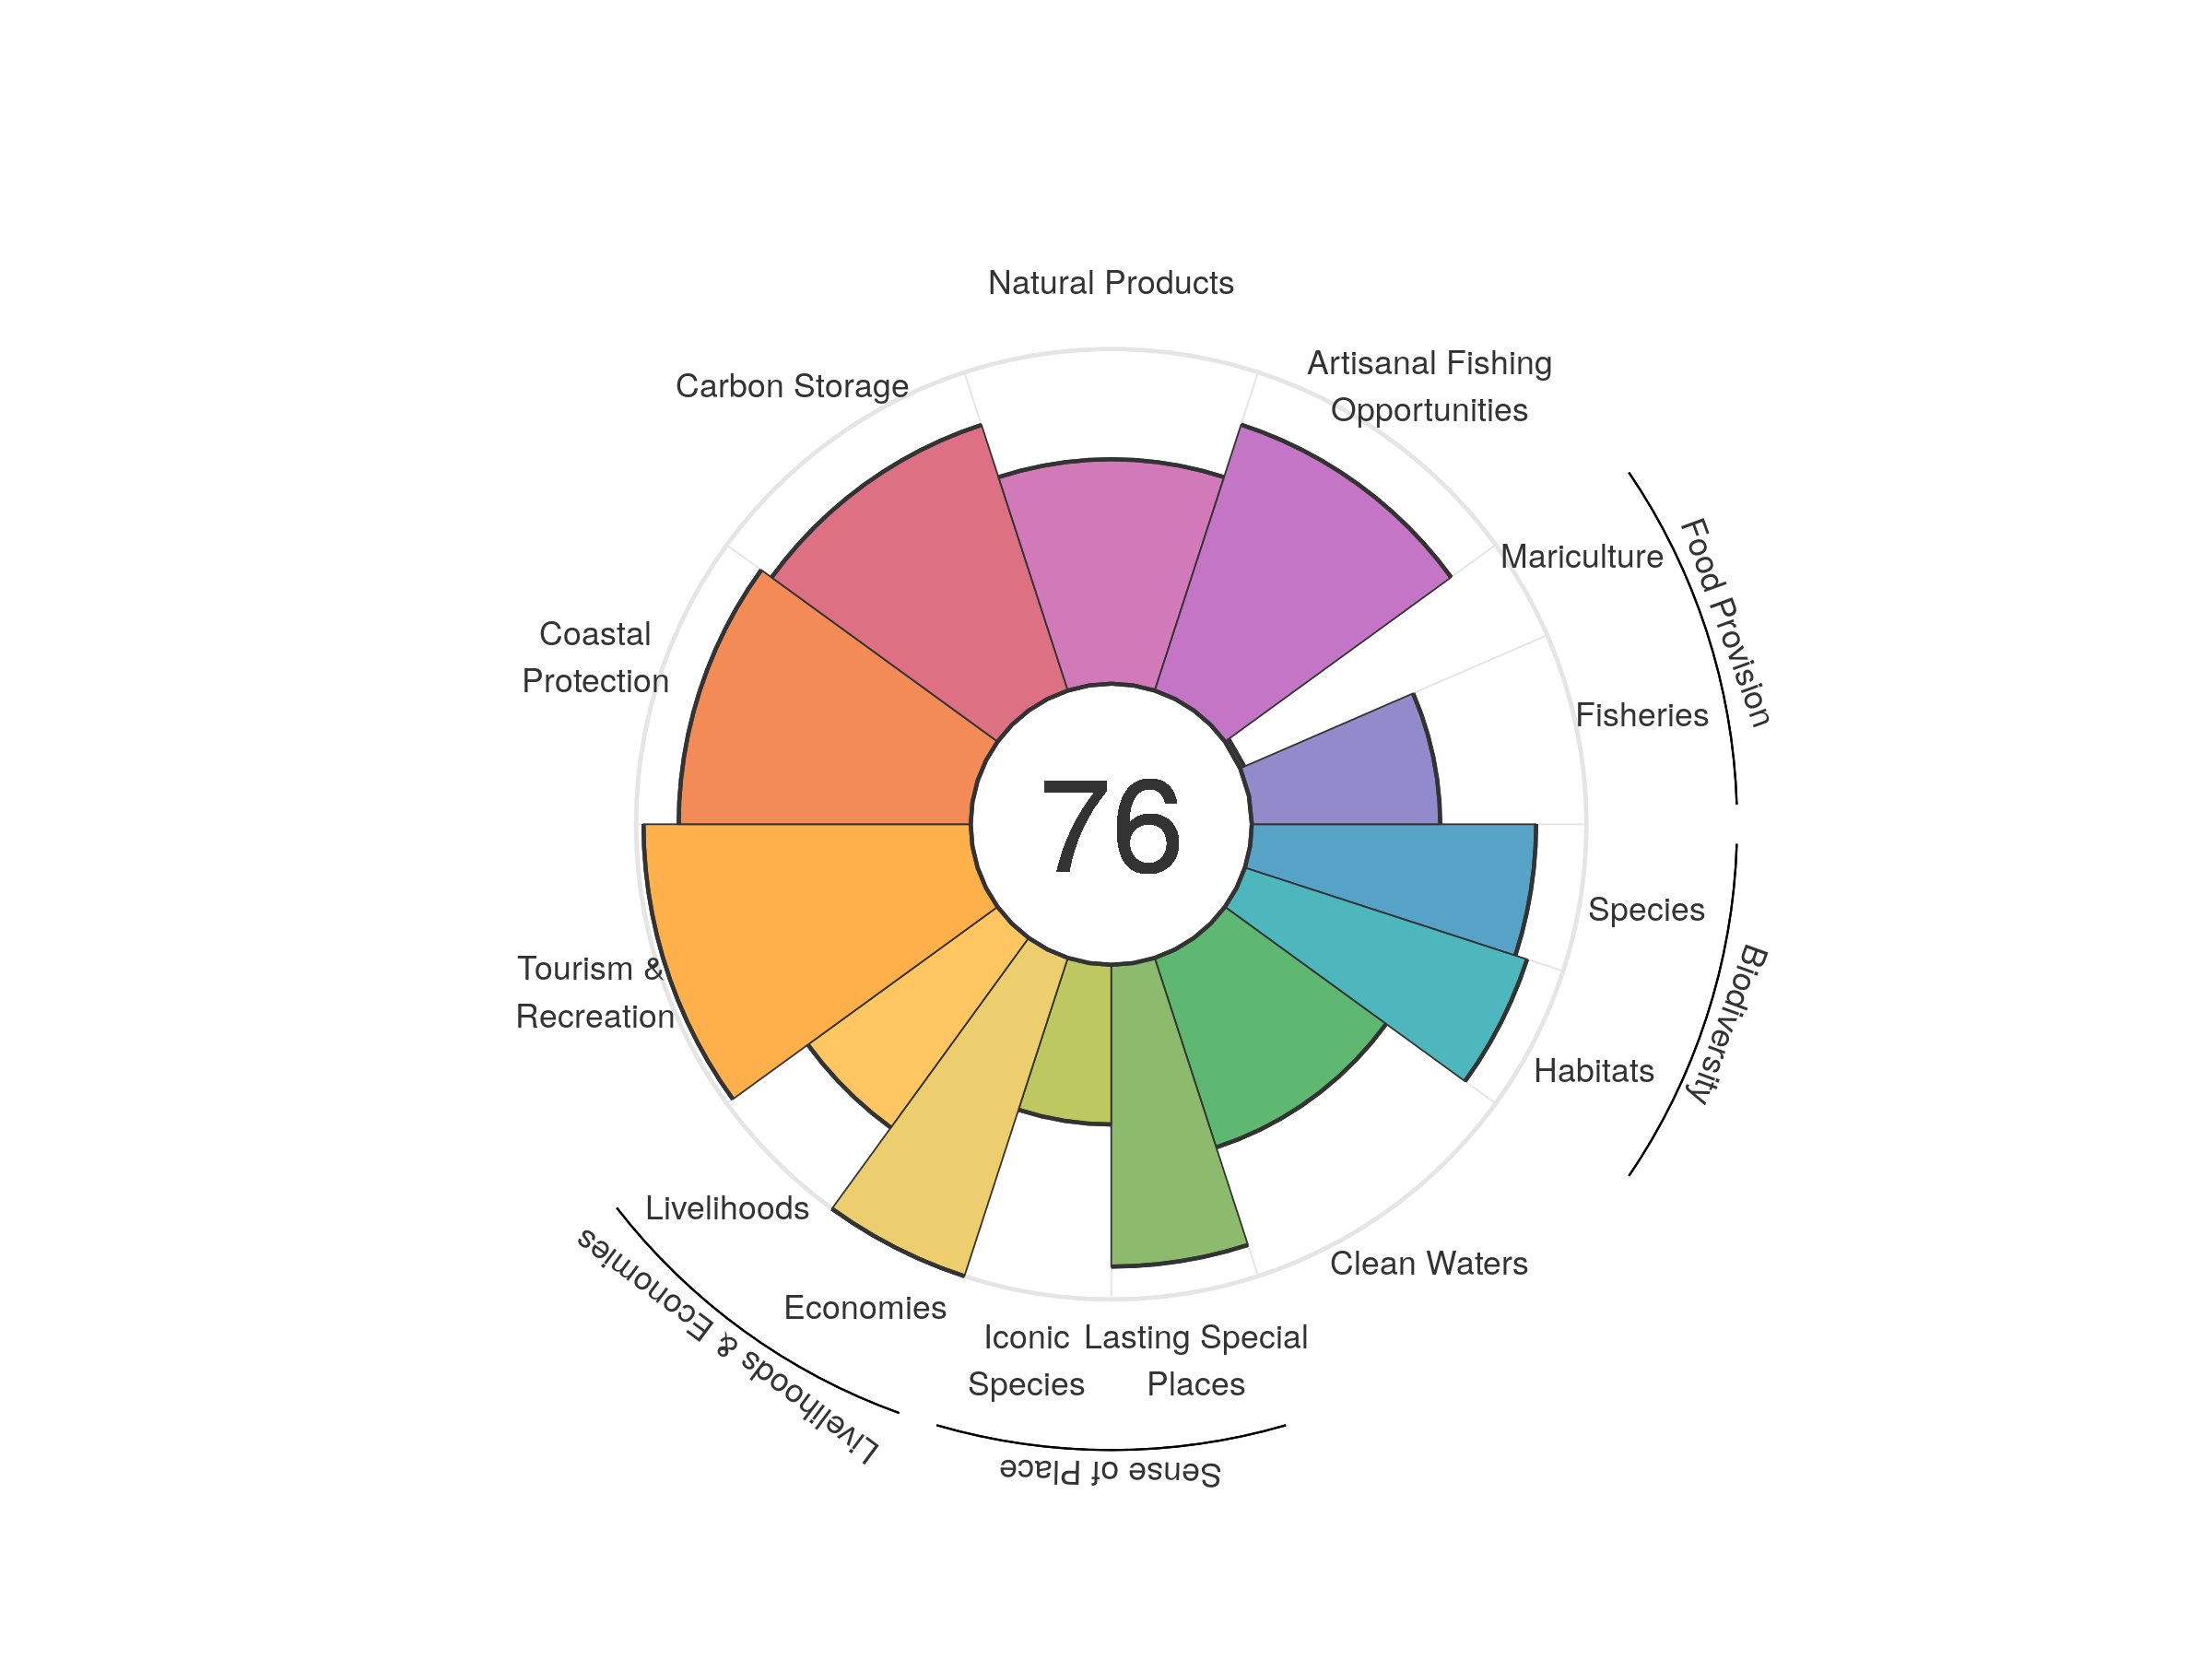 Natural Products
Artisanal Fishing
Opportunities
Carbon Storage
Mariculture
Food Provision
Coastal
Protection
Fisheries
76
Species
Biodiversity
Tourism &
Recreation
Habitats
Livelihoods
Clean Waters
Livelihoods & Economies
Economies
Iconic
Species
Lasting Special
Places
Sense of Place